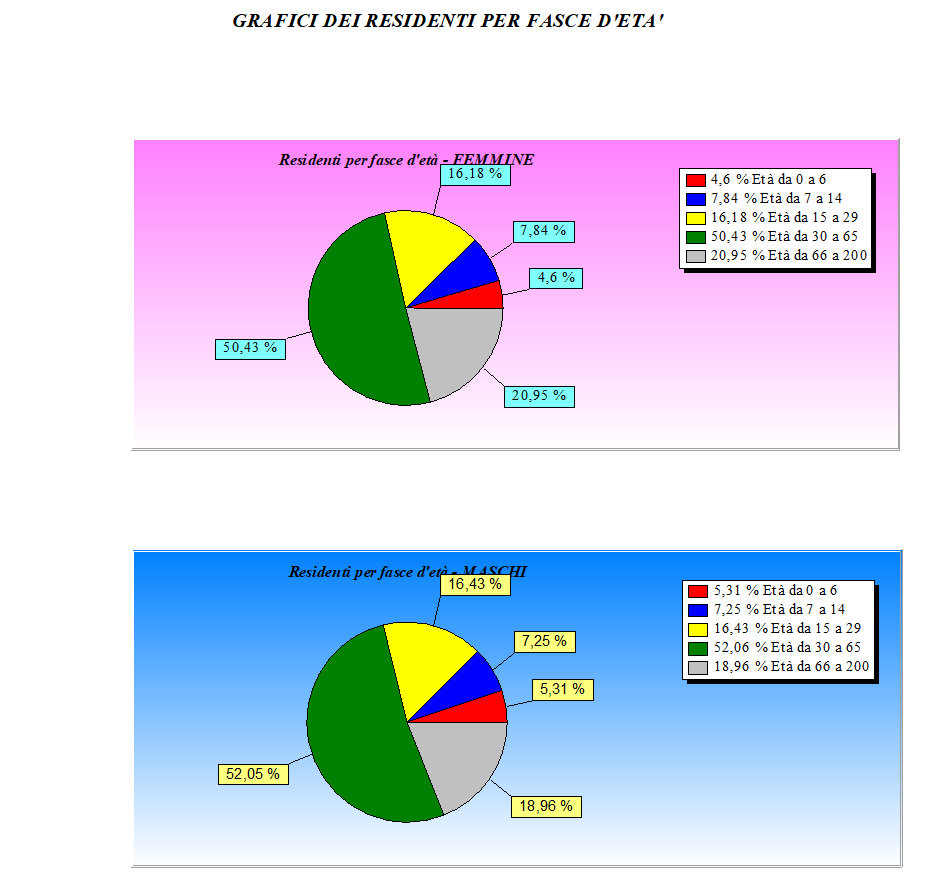 GRAFICI DEI RESIDENTI PER FASCE D'ETA'
Residenti per fasce d'età - FEMMINE
16,18 %
7,84 %
4,6 %
50,43 %
20,95 %
4,6 % Età da 0 a 6
7,84 % Età da 7 a 14
16,18 % Età da 15 a 29
50,43 % Età da 30 a 65
20,95 % Età da 66 a 200
Residenti per fasce d'età - MASCHI
16,43 %
7,25 %
5,31 %
52,05 %
18,96 %
5,31 % Età da 0 a 6
7,25 % Età da 7 a 14
16,43 % Età da 15 a 29
52,06 % Età da 30 a 65
18,96 % Età da 66 a 200